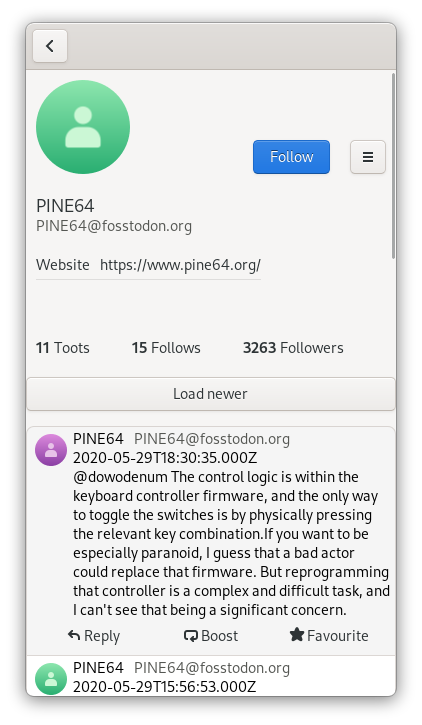 Follow
PINE64
PINE64@fosstodon.org
Website https://www.pine64.org/
11 Toots 15 Follows 3263 Followers
Load newer
PINE64 PINE64@fosstodon.org
2020-05-29T18:30:35.000Z
@dowodenum The control logic is within the
keyboard controller firmware, and the only way
to toggle the switches is by physically pressing
the relevant key combination.If you want to be
especially paranoid, I guess that a bad actor
could replace that firmware. But reprogramming
that controller is a complex and difficult task, and
I can't see that being a significant concern.
Reply Boost Favourite
PINE64 PINE64@fosstodon.org
2020-05-29T15:56:53.000Z